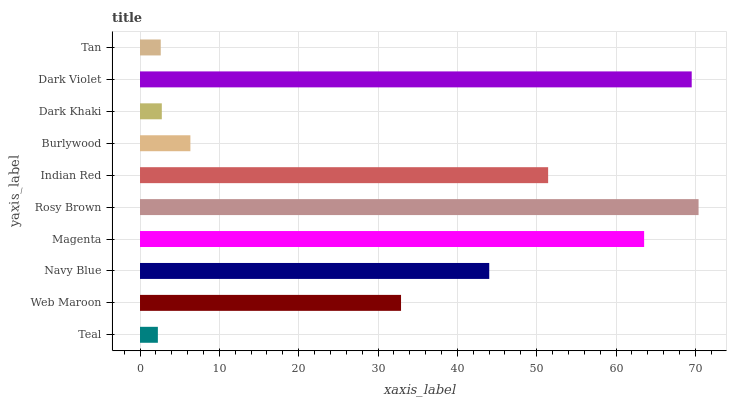 title
Tan
Dark Violet
Dark Khaki
Burlywood
Indian Red
Rosy Brown
Magenta
Navy Blue
Web Maroon
Teal
yaxis_label
0 10 20 30 40 50 60 70
xaxis_label